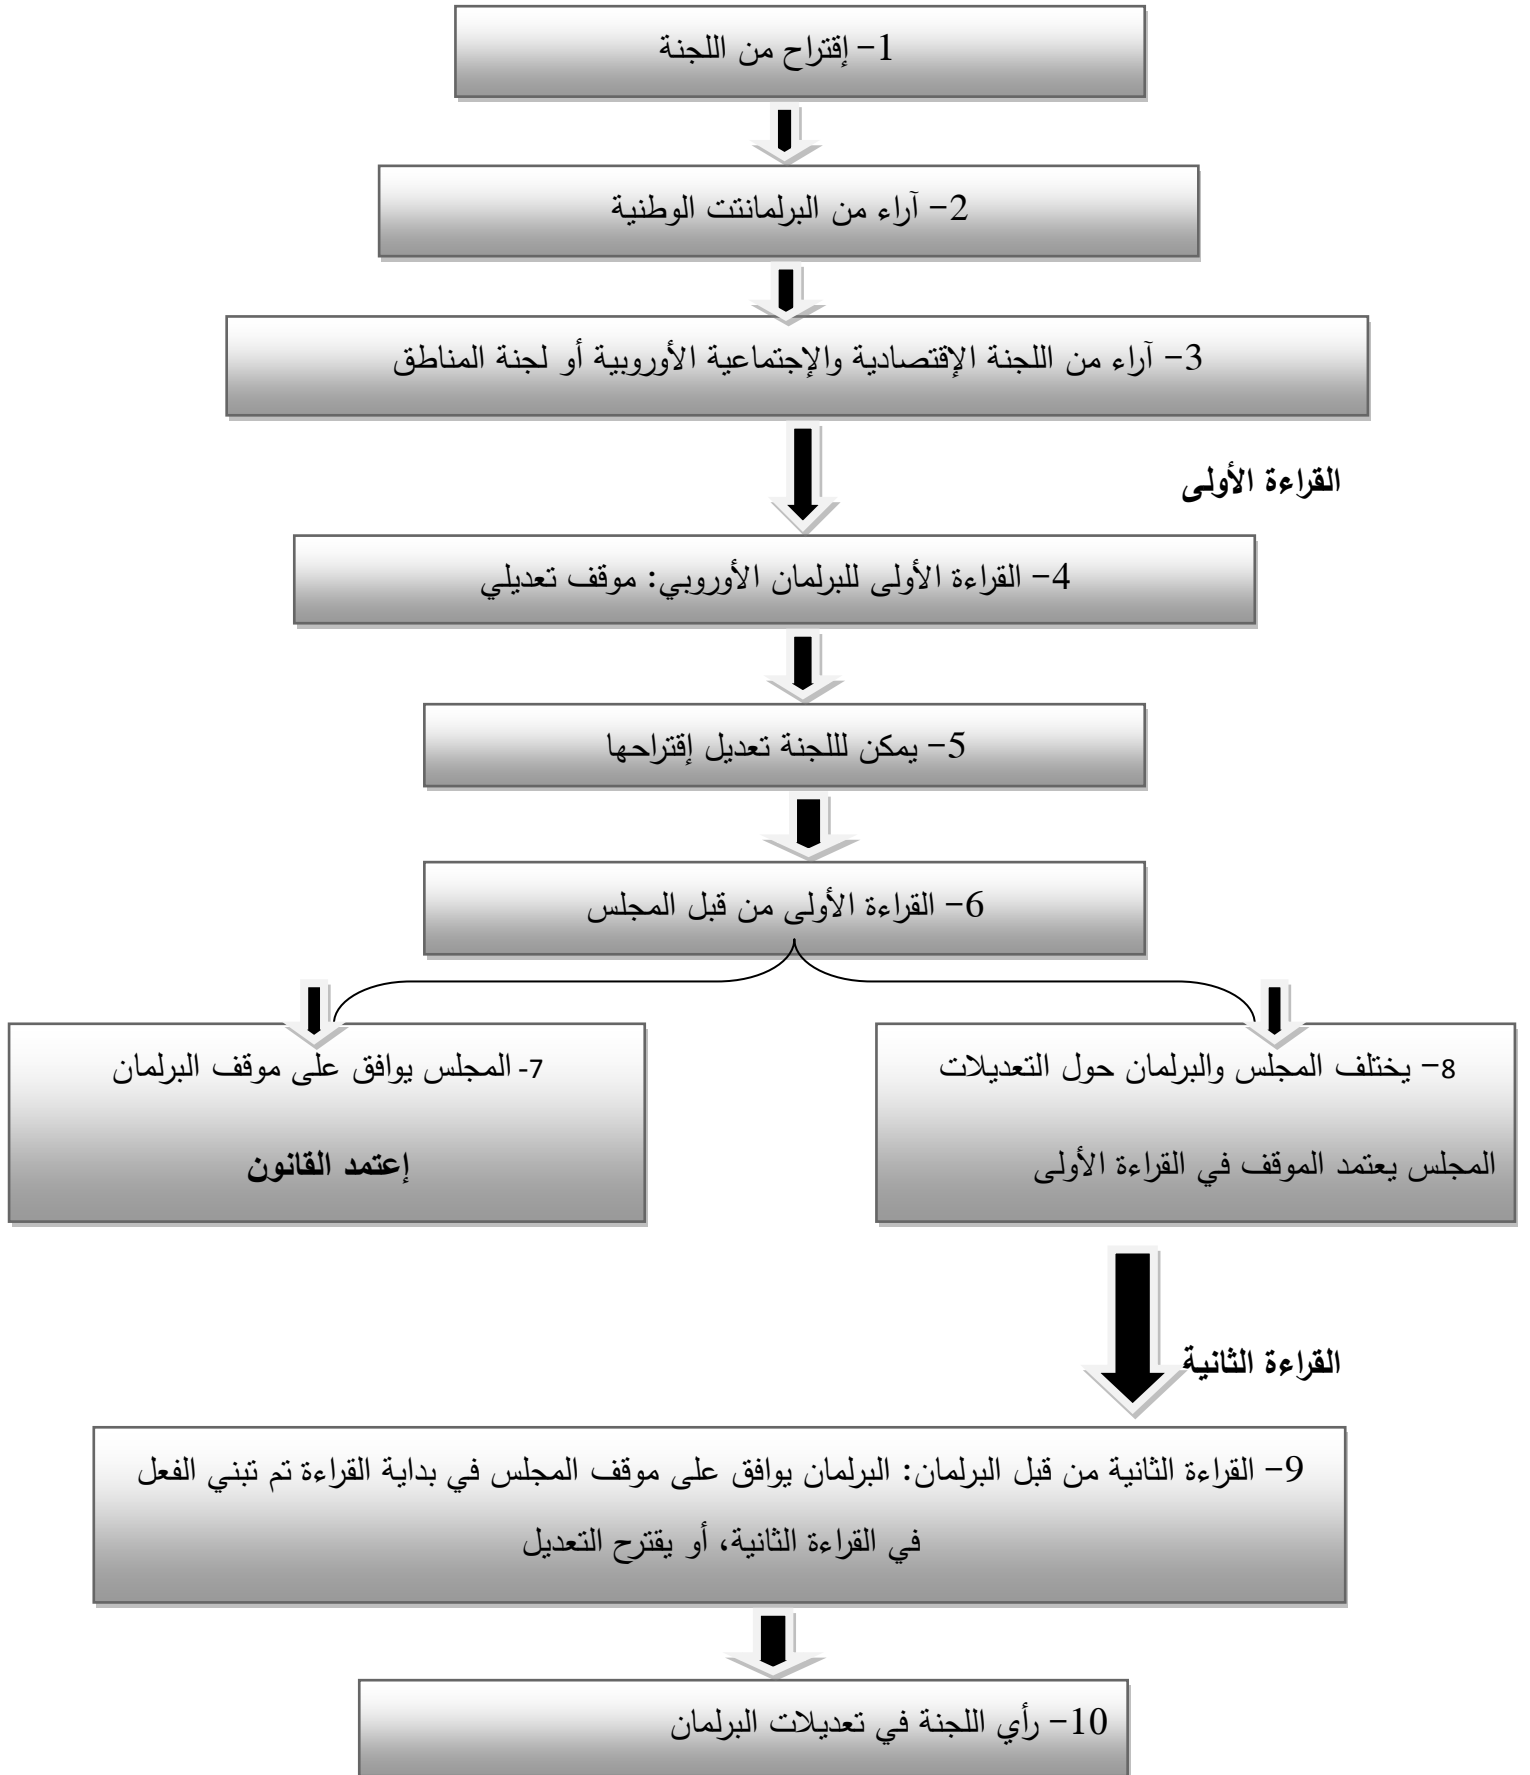 1- إقتراح من اللجنة
2- آراء من البرلمانتت الوطنية
3- آراء من اللجنة الإقتصادية والإجتماعية الأوروبية أو لجنة المناطق
القراءة الأولى
4- القراءة الأولى للبرلمان الأوروبي: موقف تعديلي
5- يمكن لللجنة تعديل إقتراحها
6- القراءة الأولى من قبل المجلس
8- يختلف المجلس والبرلمان حول التعديلات
المجلس يعتمد الموقف في القراءة الأولى
7- المجلس يوافق على موقف البرلمان
إعتمد القانون
القراءة الثانية
9- القراءة الثانية من قبل البرلمان: البرلمان يوافق على موقف المجلس في بداية القراءة تم تبني الفعل
في القراءة الثانية، أو يقترح التعديل
10- رأي اللجنة في تعديلات البرلمان